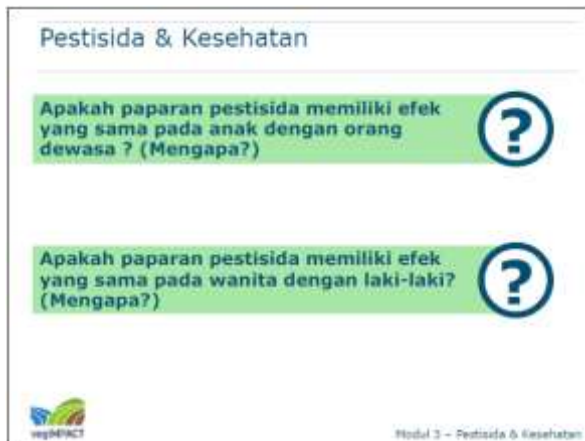 Pestisida & Kesehatan
Apakah paparan pestisida memiliki efek
yang sama pada anak dengan orang
dewasa ? (Mengapa?)
?
Apakah paparan pestisida memiliki efek
yang sama pada wanita dengan laki-laki?
(Mengapa?)
?
vegIMPACT
Modul 3 – Pestisida & Kesehatan